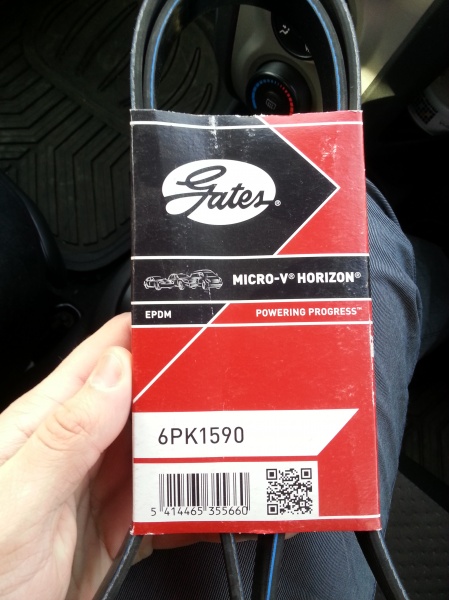 Gates®
MICRO-V® HORIZON®
EPDM
POWERING PROGRESS™
6PK1590
5 414465 355660